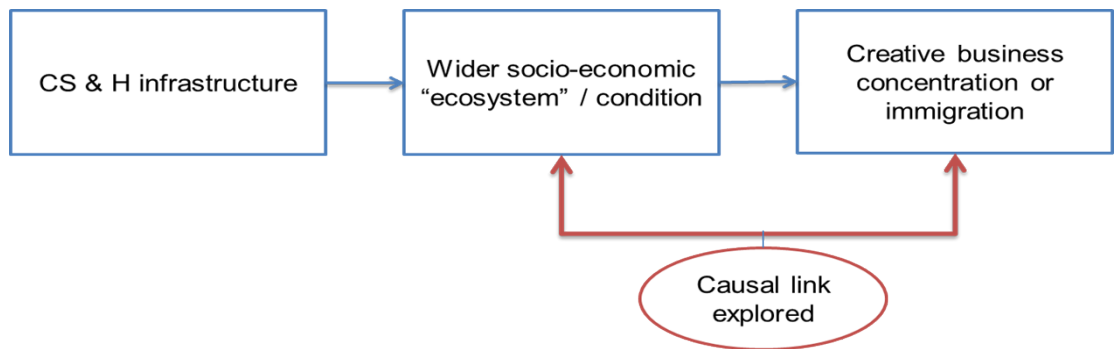 CS & H infrastructure
Wider socio-economic
“ecosystem” / condition
Creative business
concentration or
immigration
Causal link
explored